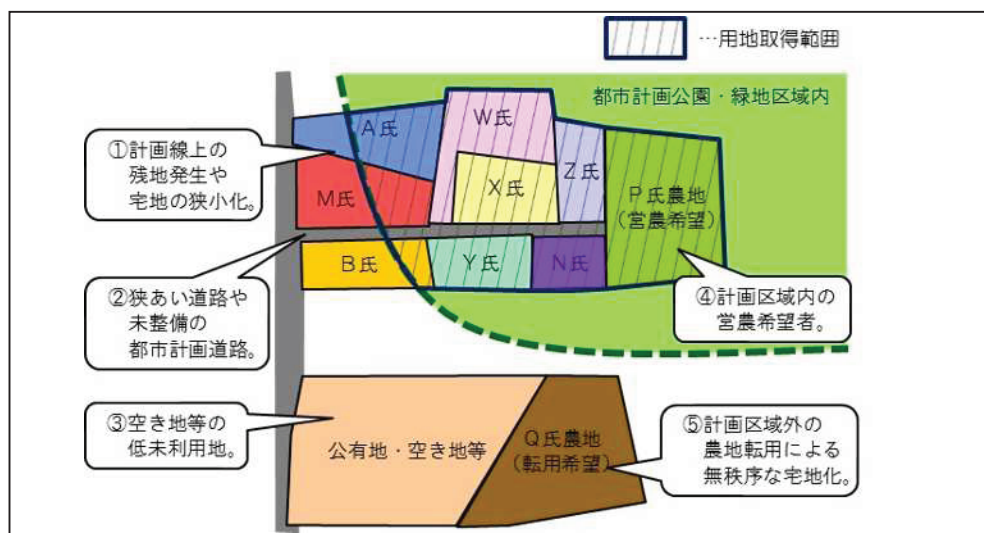 …用地取得範囲
都市計画公園・緑地区域内
①計画線上の
残地発生や
宅地の狭小化。
A氏
W氏
M氏
X氏
Z氏
P氏農地
(営農希望)
B氏
Y氏
N氏
②狭あい道路や
未整備の
都市計画道路。
④計画区域内の
営農希望者。
③空き地等の
低未利用地。
公有地・空き地等
Q氏農地
(転用希望)
⑤計画区域外の
農地転用による
無秩序な宅地化。